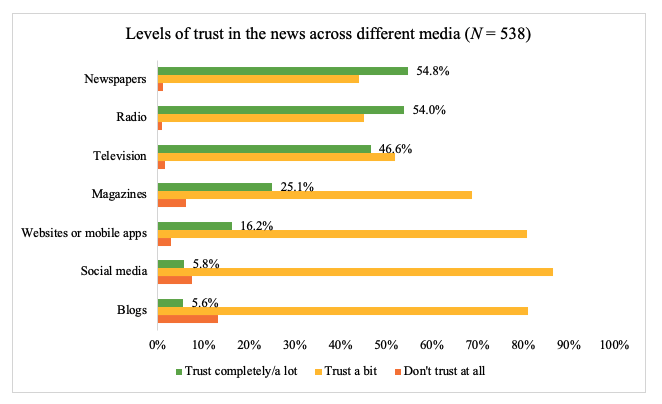 Levels of trust in the news across different media (N = 538)
Newspapers
54.8%
Radio
54.0%
Television
46.6%
Magazines
25.1%
Websites or mobile apps
16.2%
Social media
5.8%
Blogs
5.6%
0% 10% 20% 30% 40% 50% 60% 70% 80% 90% 100%
Trust completely/a lot Trust a bit Don't trust at all